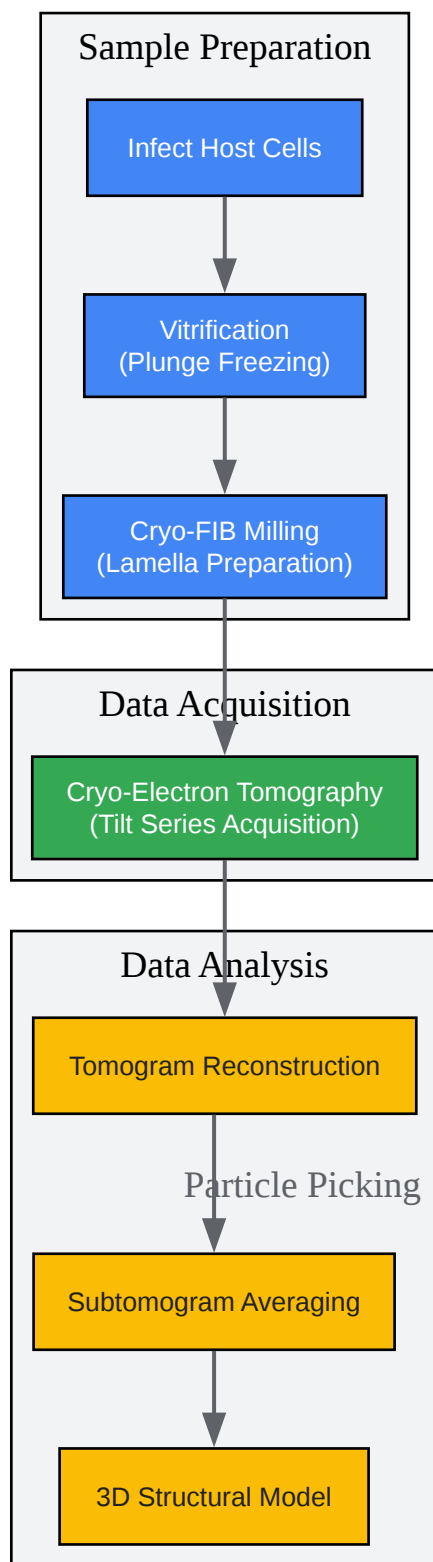 Sample Preparation
Infect Host Cells
Vitrification
(Plunge Freezing)
Cryo-FIB Milling
(Lamella Preparation)
Data Acquisition
Cryo-Electron Tomography
(Tilt Series Acquisition)
Data Analysis
Tomogram Reconstruction
Particle Picking
Subtomogram Averaging
3D Structural Model